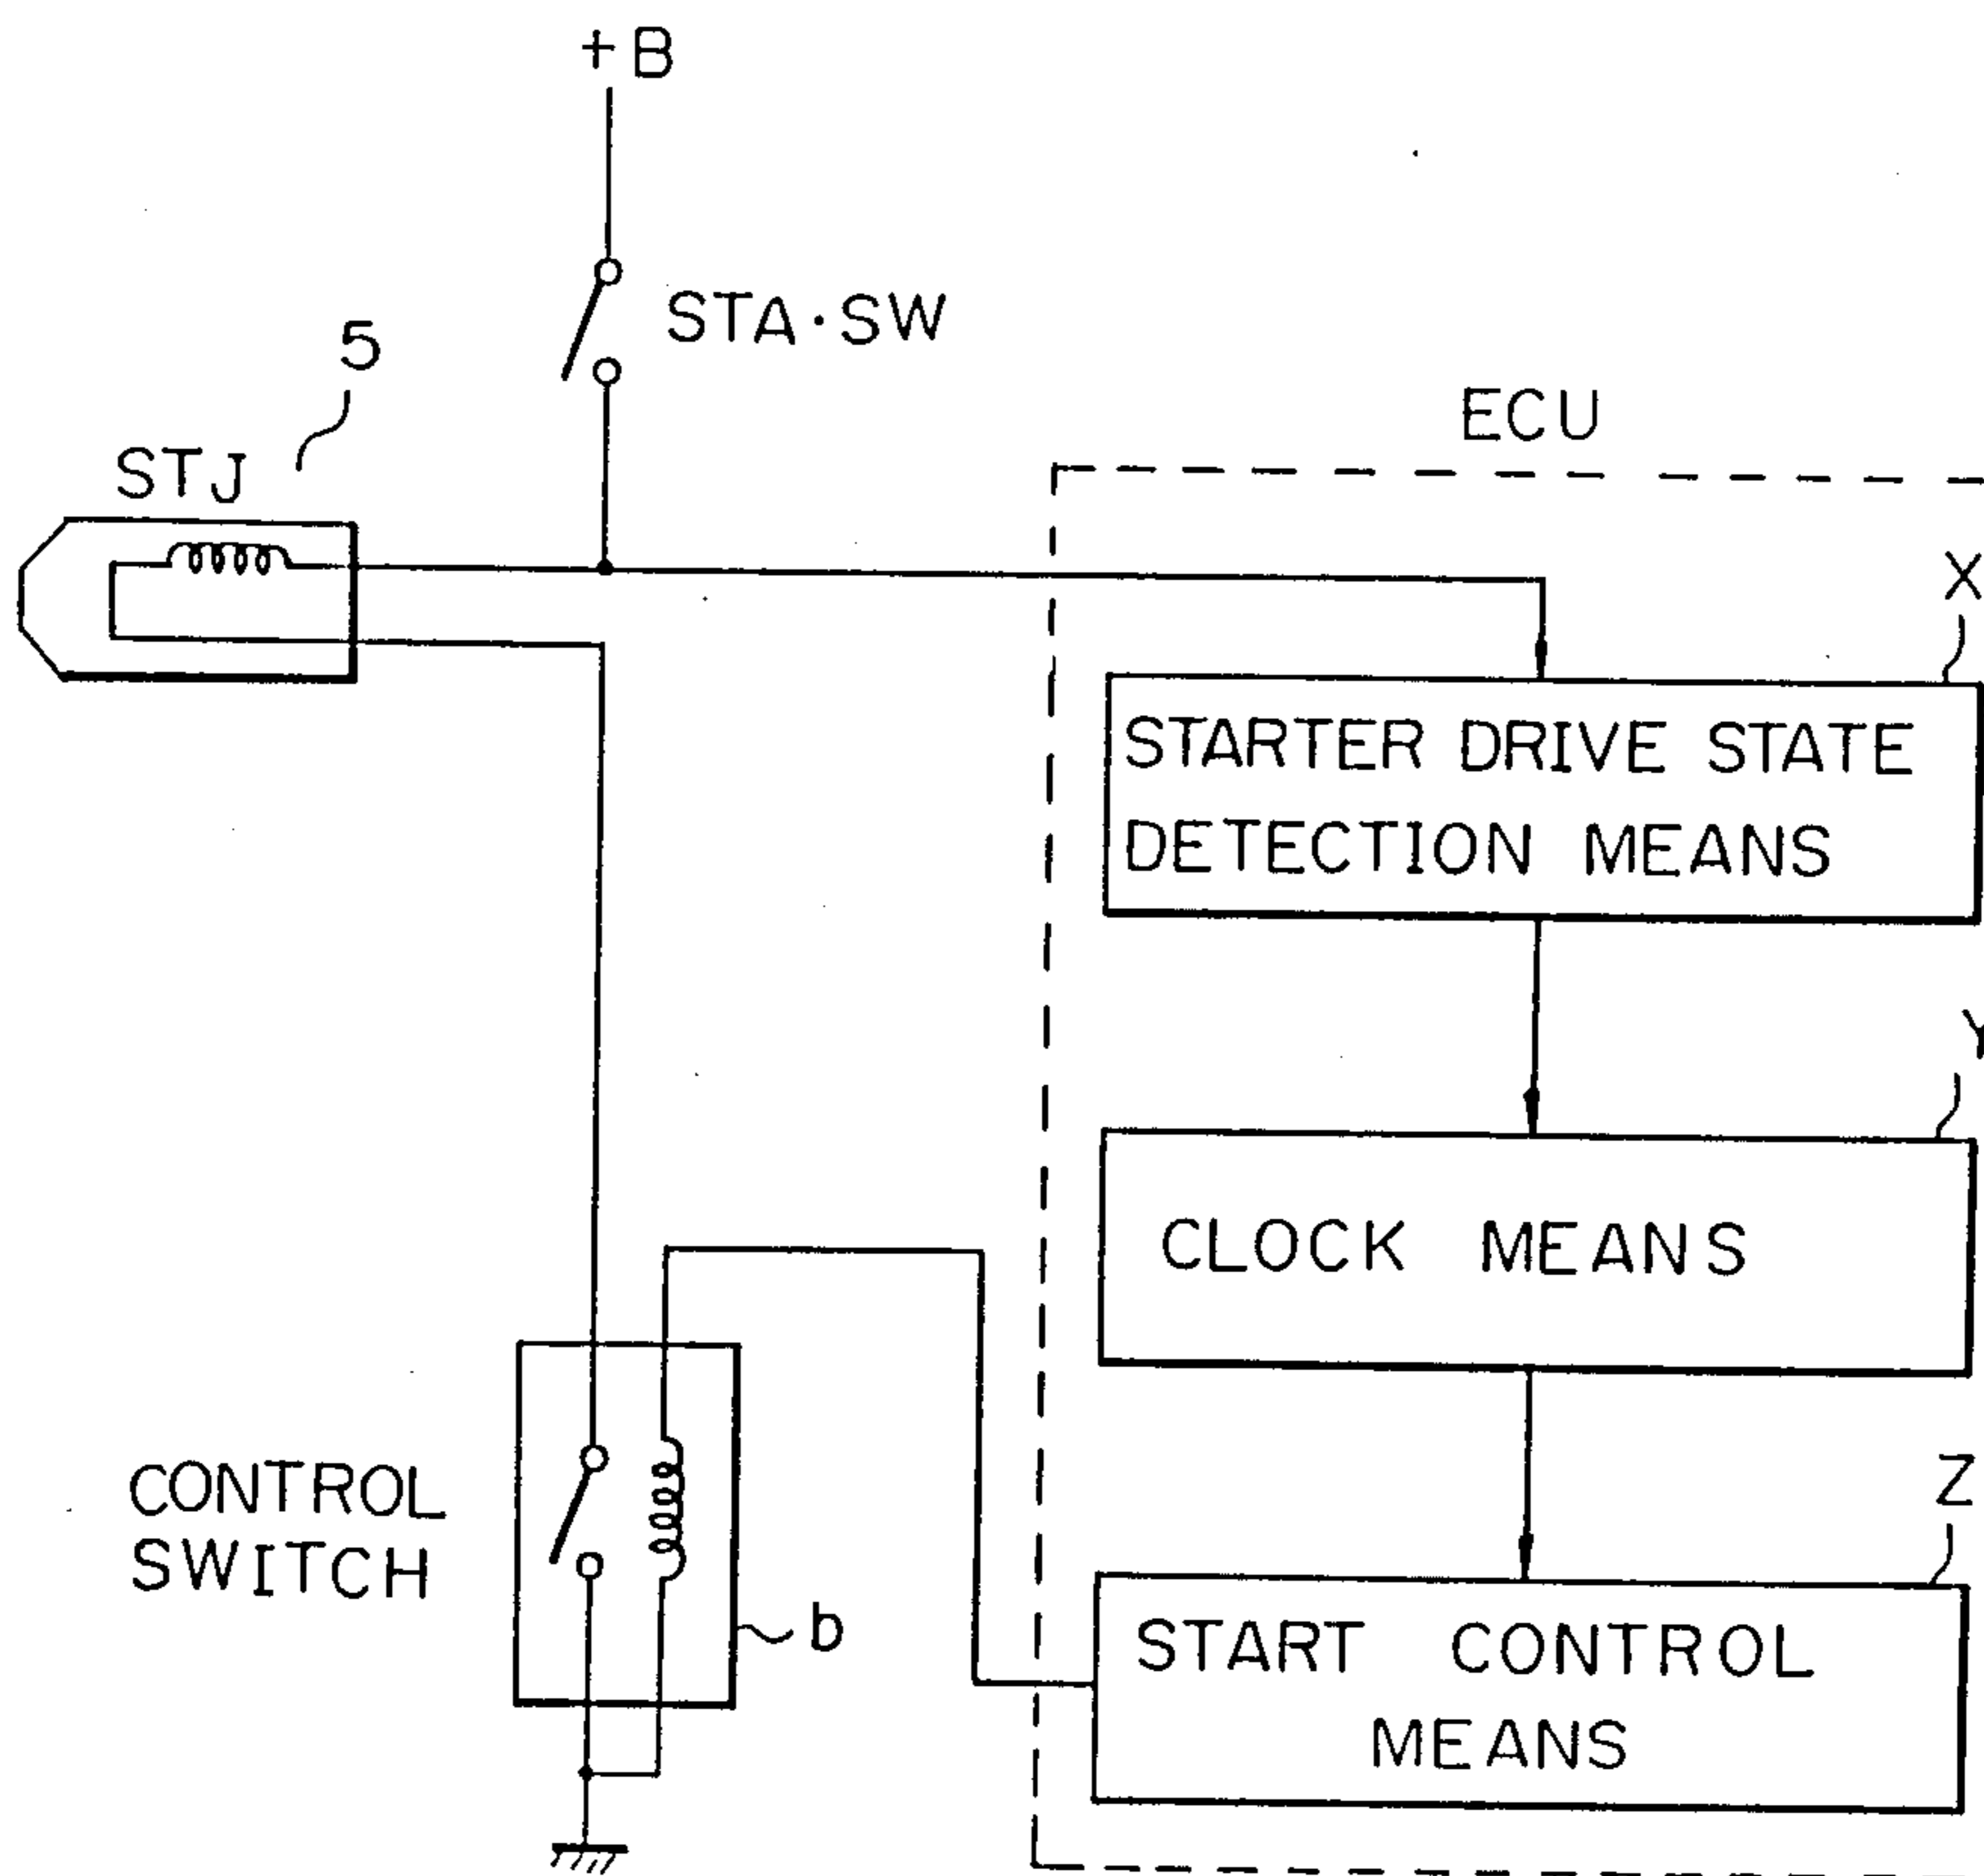 +B
STA·SW
5
STJ
ECU
X
STARTER DRIVE STATE
DETECTION MEANS
Y
CLOCK MEANS
CONTROL
SWITCH
b
Z
START CONTROL
MEANS